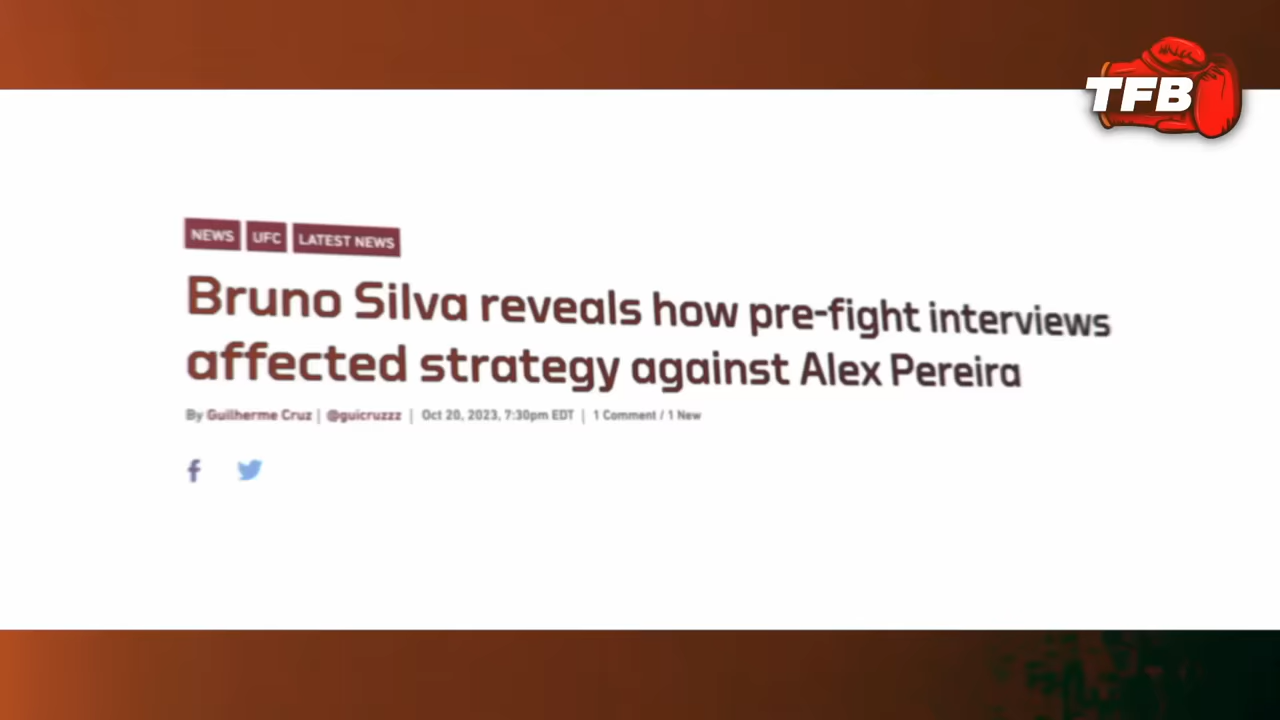 TFB
NEWS UFC LATEST NEWS
Bruno Silva reveals how pre-fight interviews
affected strategy against Alex Pereira
By Guilherme Cruz | @guicruzzz | Oct 20, 2023, 7:30pm EDT | 1 Comment / 1 New